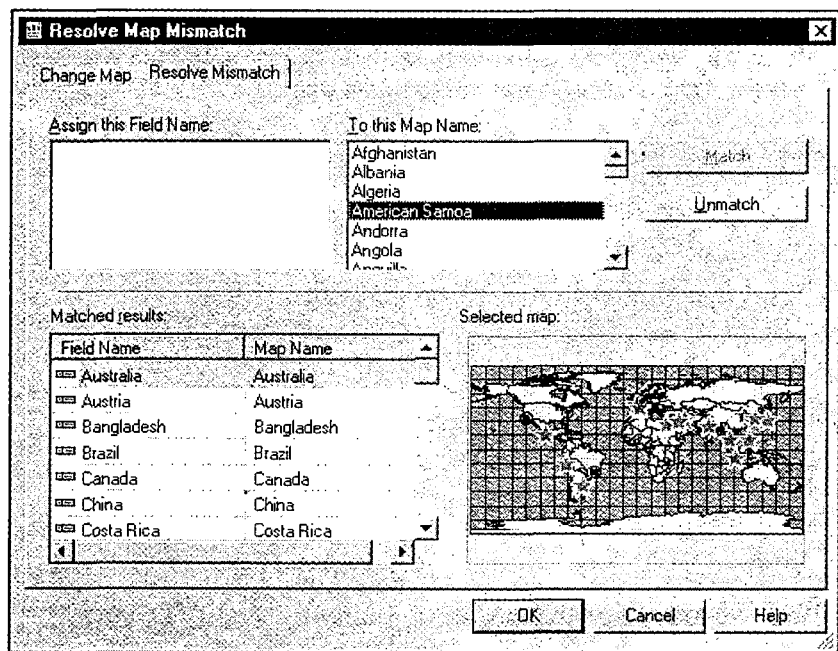 Resolve Map Mismatch
Change Map Resolve Mismatch
Assign this Field Name:
To this Map Name:
Afghanistan
Albania
Algeria
American Samoa
Andorra
Angola
Anguilla
Match
Unmatch
Matched results:
Field Name Map Name
Australia Australia
Austria Austria
Bangladesh Bangladesh
Brazil Brazil
Canada Canada
China China
Costa Rica Costa Rica
Selected map:
OK Cancel Help